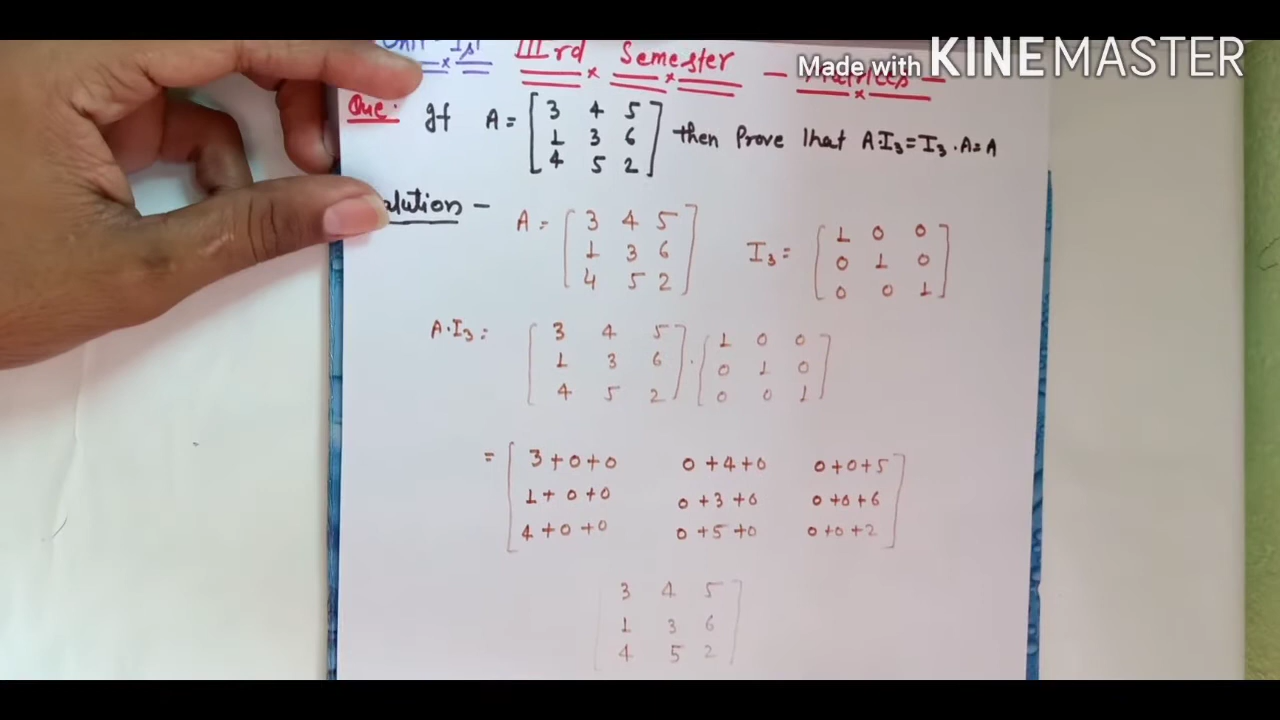 Unit - Ist IIIrd Semester - Matrices -
Made with KINEMASTER
Que: If A = [3 4 5 then Prove that A·I₃ = I₃·A = A
1 3 6
4 5 2]
Solution -
A = [3 4 5 I₃ = [1 0 0
1 3 6 0 1 0
4 5 2] 0 0 1]
A·I₃ = [3 4 5 · [1 0 0
1 3 6 0 1 0
4 5 2] 0 0 1]
= [3+0+0 0+4+0 0+0+5
1+0+0 0+3+0 0+0+6
4+0+0 0+5+0 0+0+2]
[3 4 5
1 3 6
4 5 2]